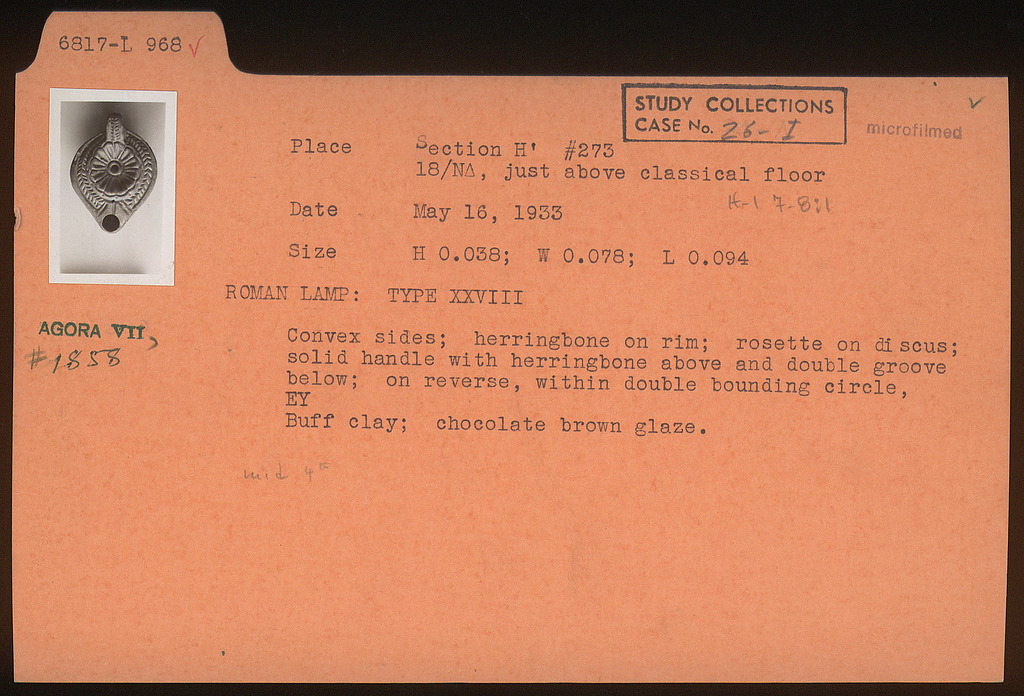 6817-L 968 ✓
STUDY COLLECTIONS
CASE No. 26-I
microfilmed
Place Section H' #273
18/ΝΔ, just above classical floor
H-1 7-8:1
Date May 16, 1933
Size H 0.038; W 0.078; L 0.094
ROMAN LAMP: TYPE XXVIII
AGORA VII,
#1858
Convex sides; herringbone on rim; rosette on discus;
solid handle with herringbone above and double groove
below; on reverse, within double bounding circle,
EY
Buff clay; chocolate brown glaze.
mid 4th